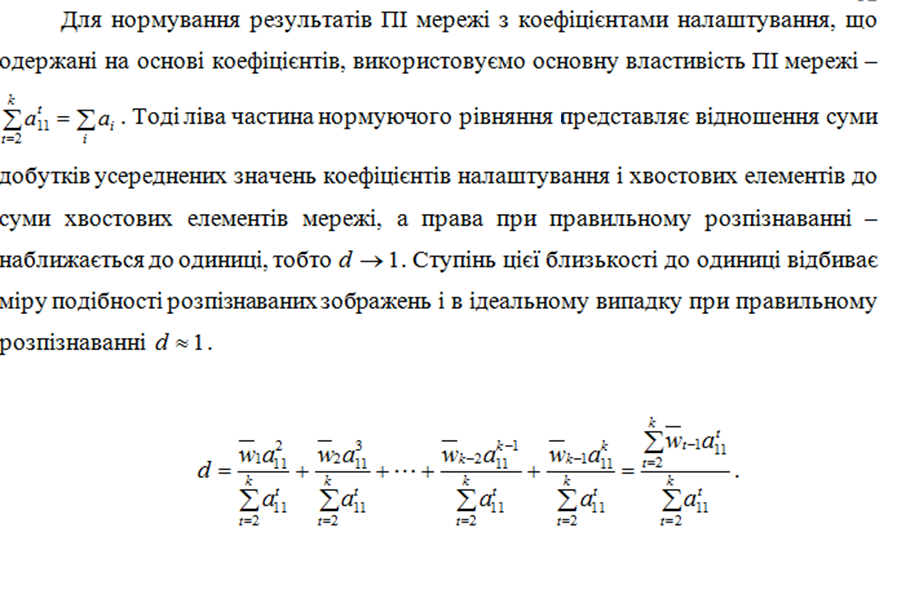 Для нормування результатів ПІ мережі з коефіцієнтами налаштування, що
одержані на основі коефіцієнтів, використовуємо основну властивість ПІ мережі –
$\sum_{t=2}^{k} a_{11}^{t} = \sum_{i} a_i$ . Тоді ліва частина нормуючого рівняння представляє відношення суми
добутків усереднених значень коефіцієнтів налаштування і хвостових елементів до
суми хвостових елементів мережі, а права при правильному розпізнаванні –
наближається до одиниці, тобто $d \to 1$. Ступінь цієї близькості до одиниці відбиває
міру подібності розпізнаваних зображень і в ідеальному випадку при правильному
розпізнаванні $d \approx 1$.
$d = \frac{\overline{w}_1 a_{11}^{2}}{\sum_{t=2}^{k} a_{11}^{t}} + \frac{\overline{w}_2 a_{11}^{3}}{\sum_{t=2}^{k} a_{11}^{t}} + \cdots + \frac{\overline{w}_{k-2} a_{11}^{k-1}}{\sum_{t=2}^{k} a_{11}^{t}} + \frac{\overline{w}_{k-1} a_{11}^{k}}{\sum_{t=2}^{k} a_{11}^{t}} = \frac{\sum_{t=2}^{k} \overline{w}_{t-1} a_{11}^{t}}{\sum_{t=2}^{k} a_{11}^{t}}.$